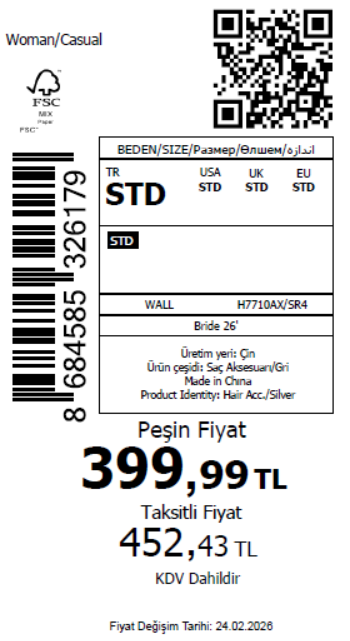 Woman/Casual
FSC
MIX
Paper
FSC™
8 684585 326179
BEDEN/SIZE/Размер/Өлшем/اندازه
TR USA UK EU
STD STD STD STD
STD
WALL H7710AX/SR4
Bride 26'
Üretim yeri: Çin
Ürün çeşidi: Saç Aksesuarı/Gri
Made in China
Product Identity: Hair Acc./Silver
Peşin Fiyat
399,99 TL
Taksitli Fiyat
452,43 TL
KDV Dahildir
Fiyat Değişim Tarihi: 24.02.2026